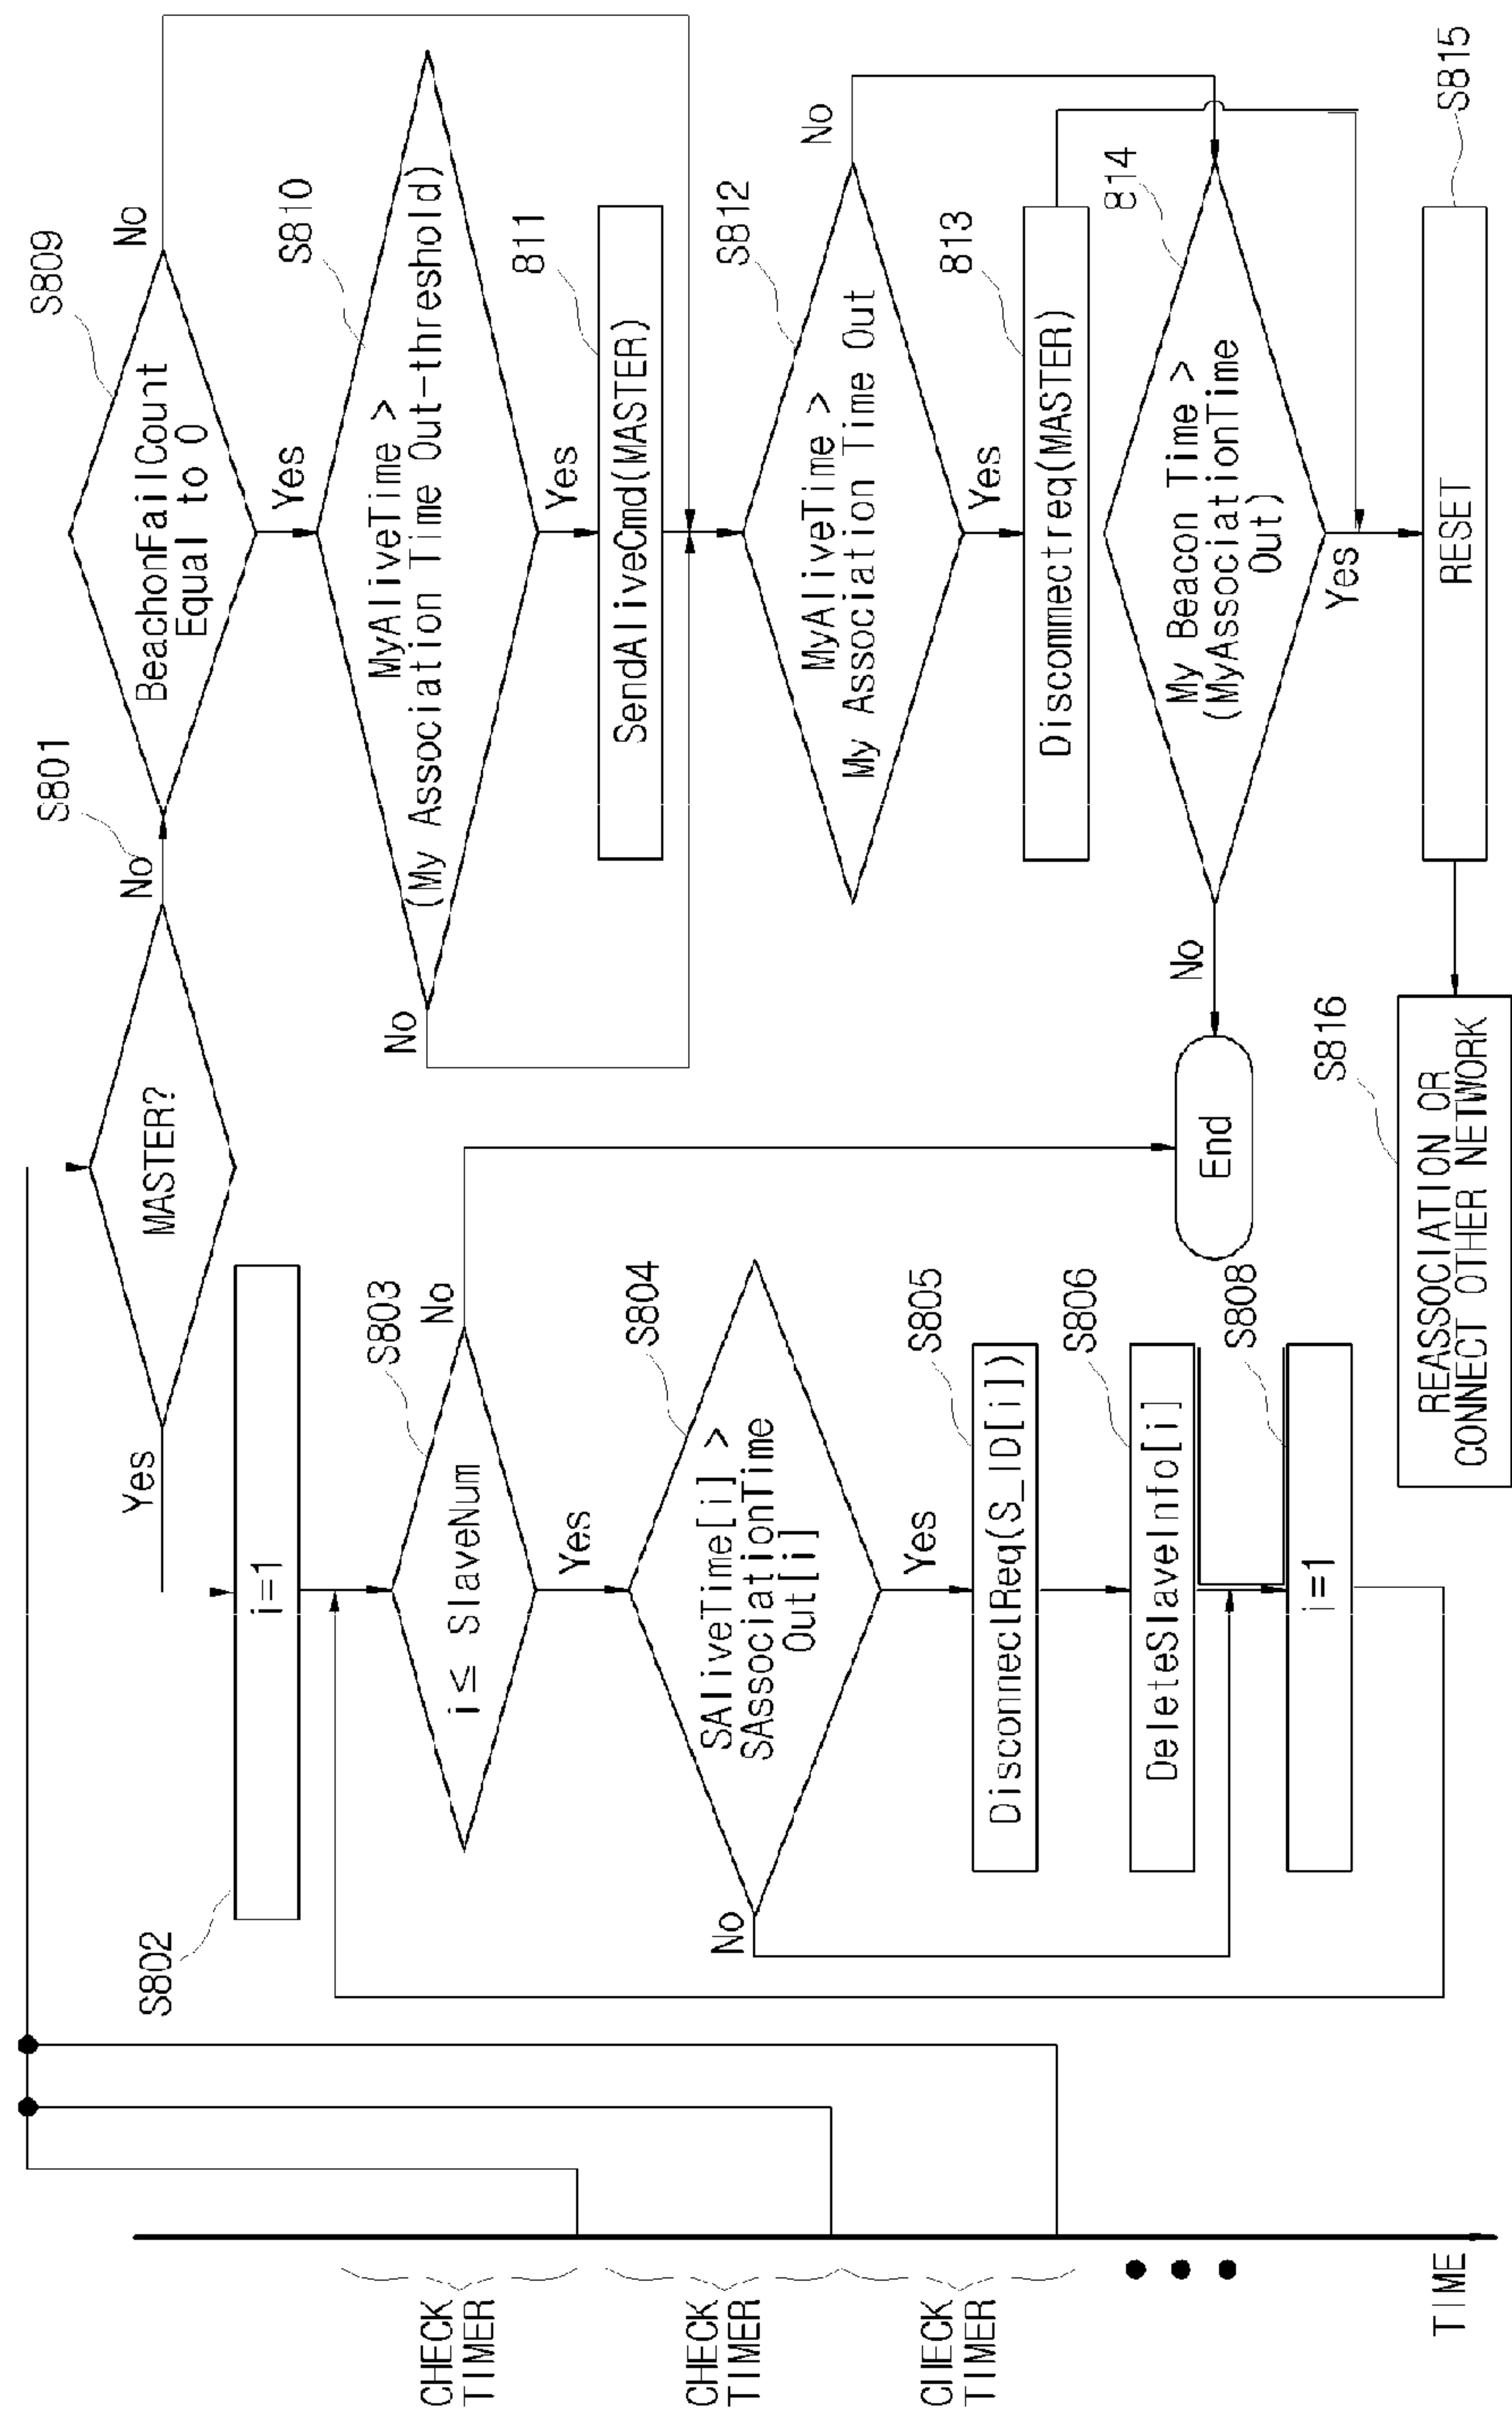 CHECK
TIMER
CHECK
TIMER
CIIECK
TIMER
TIME
MASTER?
S801
Yes
No
S802
i=1
S803
i ≤ SlaveNum
No
Yes
S804
SAliveTime[i] >
SAssociationTime
Out[i]
No
Yes
S805
DisconneclReq(S_ID[i])
S806
DeleteSlaveInfo[i]
S808
i=1
S809
BeachonFailCount
Equal to 0
No
Yes
S810
MyAliveTime >
(My Association Time Out-threshold)
No
Yes
811
SendAliveCmd(MASTER)
S812
MyAliveTime >
My Association Time Out
No
Yes
813
Discommectreq(MASTER)
814
My Beacon Time >
(MyAssociationTime
Out)
No
Yes
End
S815
RESET
S816
REASSOCIATION OR
CONNECT OTHER NETWORK